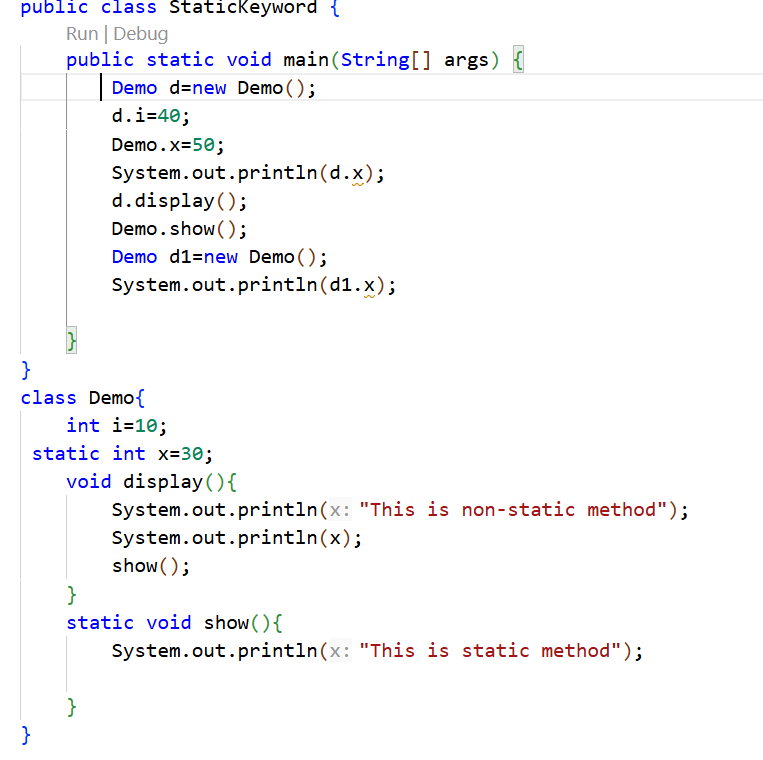 public class StaticKeyword {
Run | Debug
public static void main(String[] args) {
Demo d=new Demo();
d.i=40;
Demo.x=50;
System.out.println(d.x);
d.display();
Demo.show();
Demo d1=new Demo();
System.out.println(d1.x);
}
}
class Demo{
int i=10;
static int x=30;
void display(){
System.out.println(x: "This is non-static method");
System.out.println(x);
show();
}
static void show(){
System.out.println(x: "This is static method");
}
}